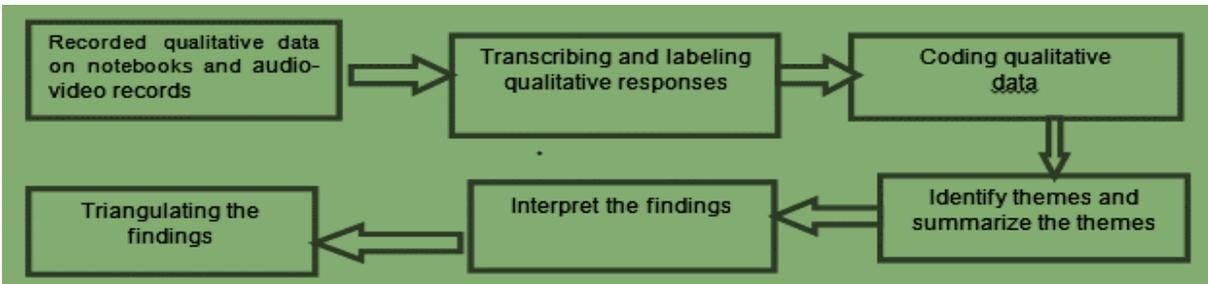 Recorded qualitative data
on notebooks and audio-
video records
Transcribing and labeling
qualitative responses
Coding qualitative
data
Identify themes and
summarize the themes
Interpret the findings
Triangulating the
findings